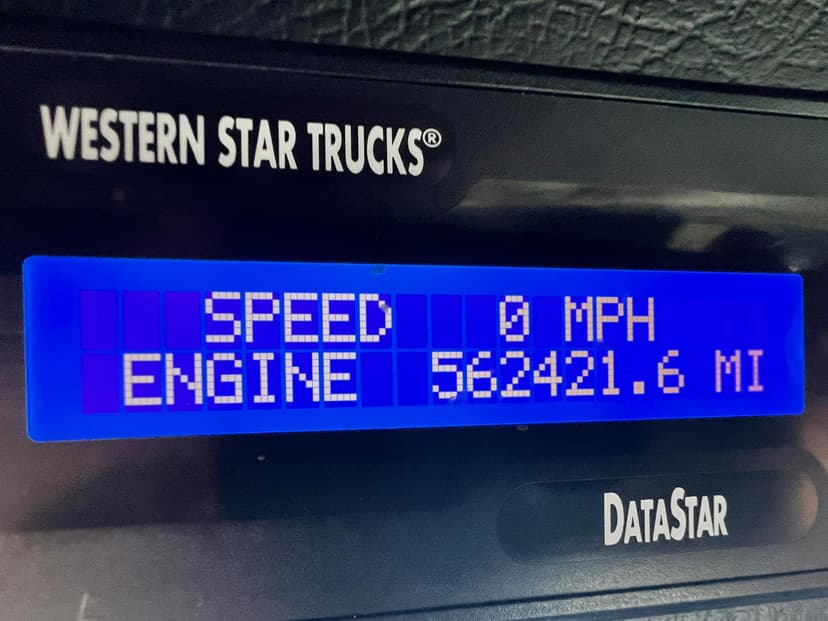 WESTERN STAR TRUCKS®
SPEED 0 MPH
ENGINE 562421.6 MI
DATASTAR